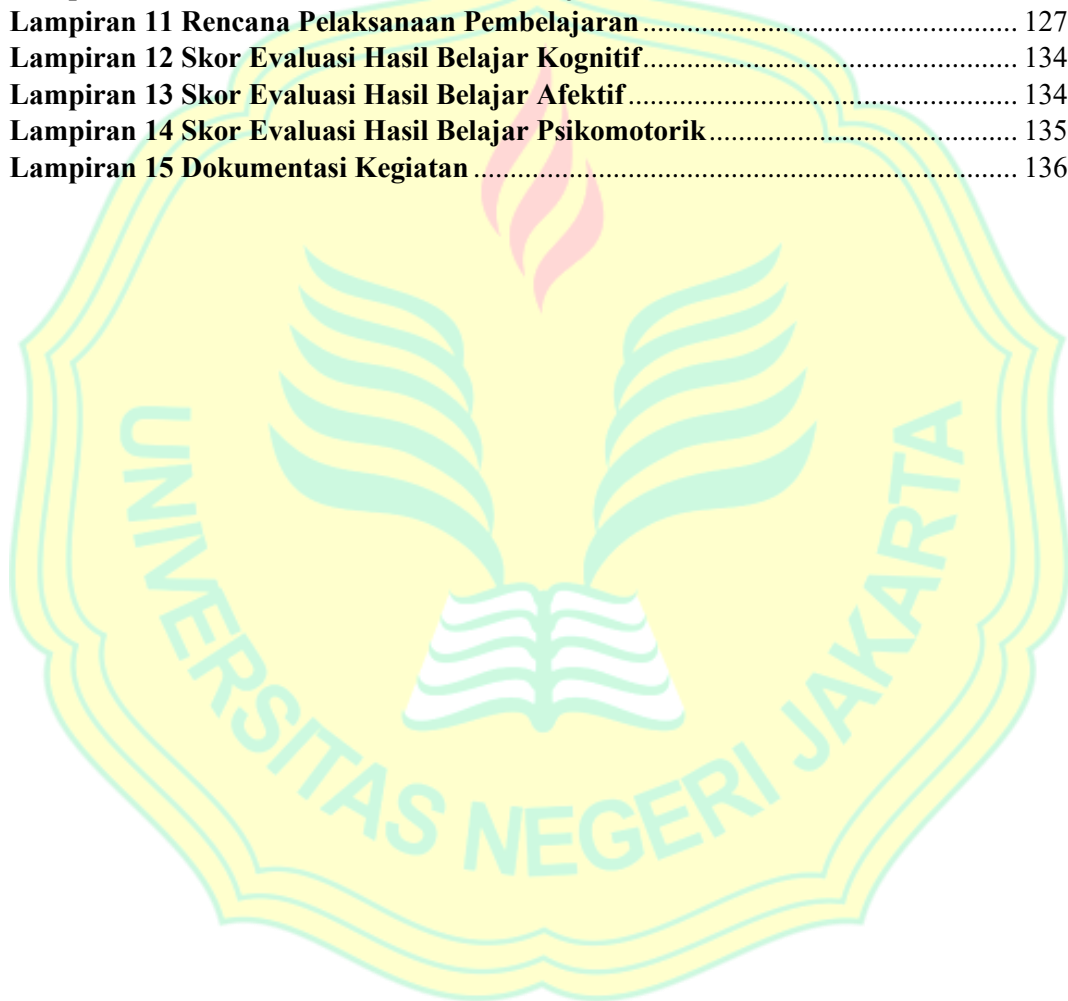 Lampiran 11 Rencana Pelaksanaan Pembelajaran.................................................... 127
Lampiran 12 Skor Evaluasi Hasil Belajar Kognitif.................................................... 134
Lampiran 13 Skor Evaluasi Hasil Belajar Afektif...................................................... 134
Lampiran 14 Skor Evaluasi Hasil Belajar Psikomotorik........................................... 135
Lampiran 15 Dokumentasi Kegiatan........................................................................... 136
UNIVERSITAS NEGERI JAKARTA